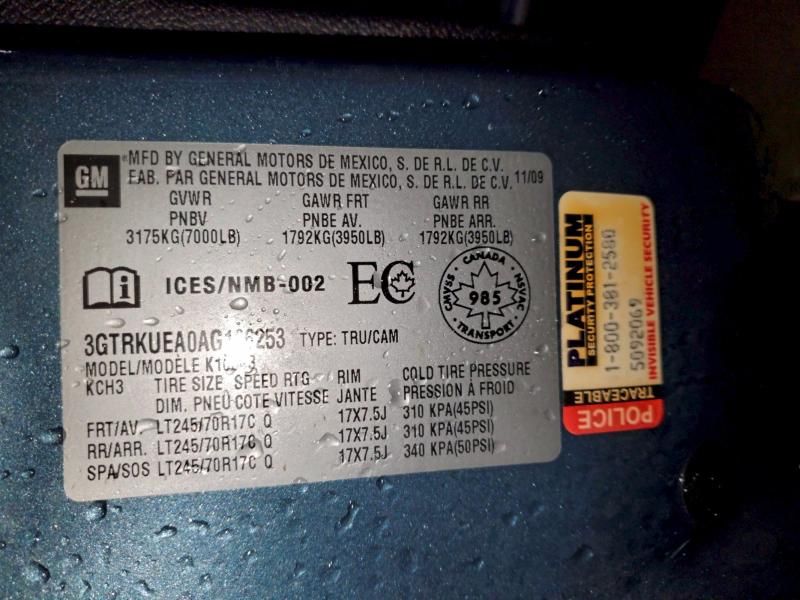 GM
MFD BY GENERAL MOTORS DE MEXICO, S. DE R.L. DE C.V.
FAB. PAR GENERAL MOTORS DE MEXICO, S. DE R.L. DE C.V. 11/09
GVWR GAWR FRT GAWR RR
PNBV PNBE AV. PNBE ARR.
3175KG(7000LB) 1792KG(3950LB) 1792KG(3950LB)
i ICES/NMB-002 EC
CANADA
CMVSS 985 NSVAC
TRANSPORT
TYPE: TRU/CAM
MODEL/MODÈLE
KCH3 TIRE SIZE SPEED RTG RIM COLD TIRE PRESSURE
DIM. PNEU COTE VITESSE JANTE PRESSION À FROID
FRT/AV. LT245/70R17C Q 17X7.5J 310 KPA(45PSI)
RR/ARR. LT245/70R17C Q 17X7.5J 310 KPA(45PSI)
SPA/SOS LT245/70R17C Q 17X7.5J 340 KPA(50PSI)
PLATINUM
SECURITY PROTECTION
1-800-381-2580
5092069
INVISIBLE VEHICLE SECURITY
TRACEABLE
POLICE